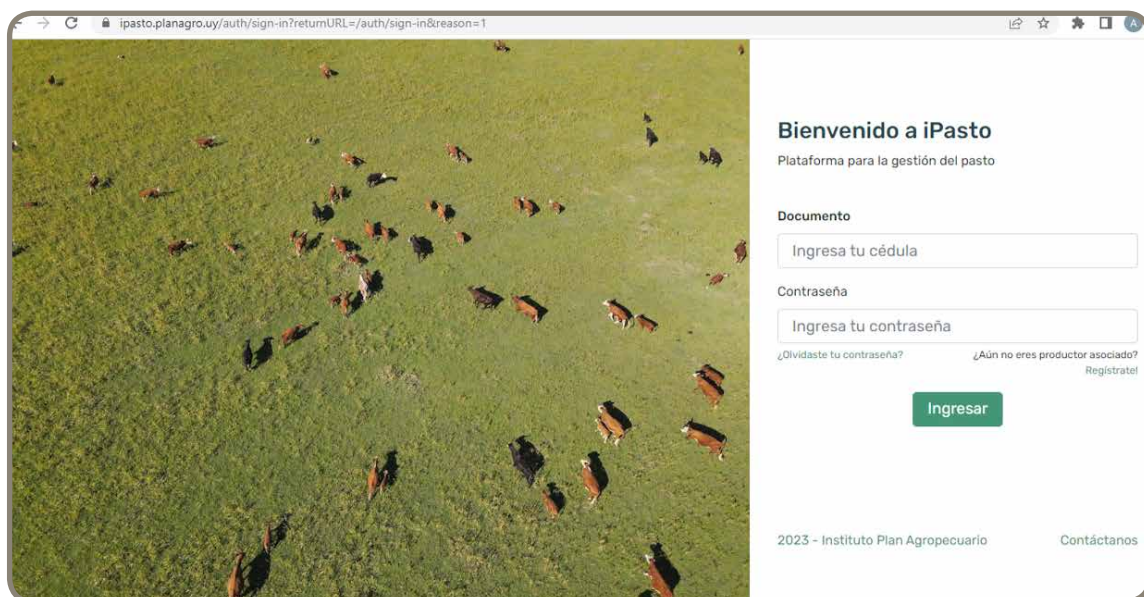 ipasto.planagro.uy/auth/sign-in?returnURL=/auth/sign-in&reason=1
A
Bienvenido a iPasto
Plataforma para la gestión del pasto
Documento
Ingresa tu cédula
Contraseña
Ingresa tu contraseña
¿Olvidaste tu contraseña?
¿Aún no eres productor asociado?
Regístrate!
Ingresar
2023 - Instituto Plan Agropecuario
Contáctanos